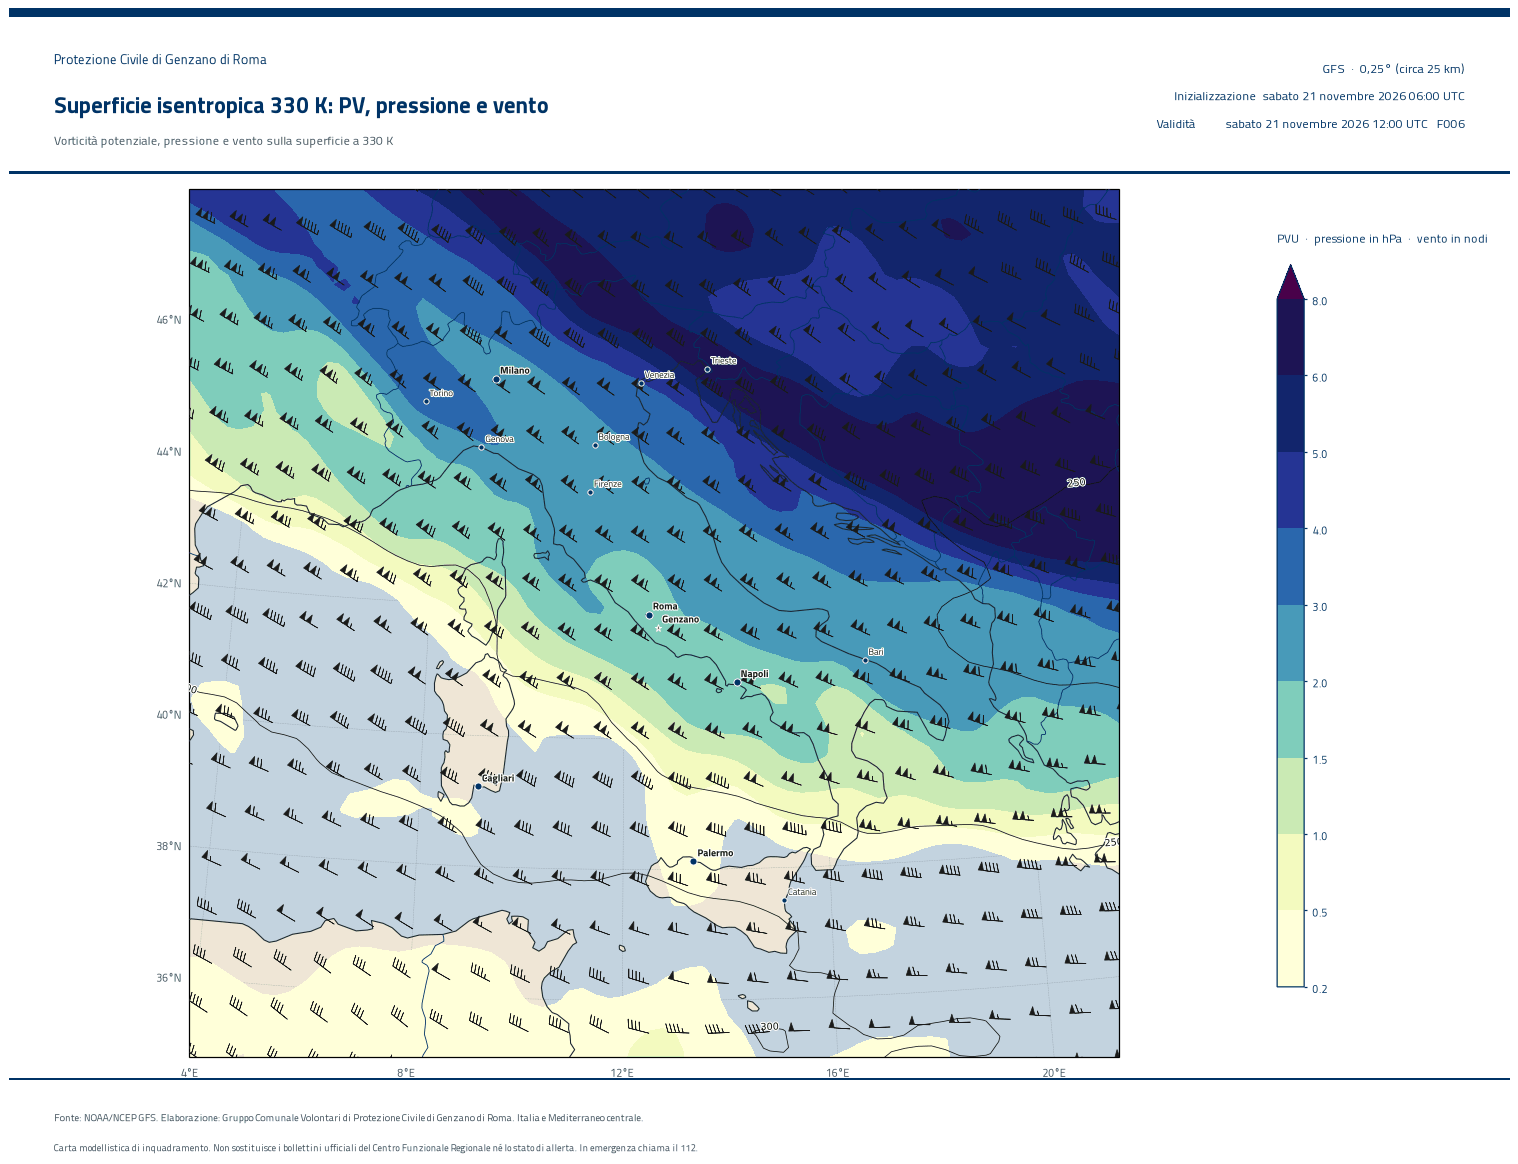 Protezione Civile di Genzano di Roma
Superficie isentropica 330 K: PV, pressione e vento
Vorticità potenziale, pressione e vento sulla superficie a 330 K
GFS · 0,25° (circa 25 km)
Inizializzazione sabato 21 novembre 2026 06:00 UTC
Validità sabato 21 novembre 2026 12:00 UTC F006
PVU · pressione in hPa · vento in nodi
8.0
6.0
5.0
4.0
3.0
2.0
1.5
1.0
0.5
0.2
46°N
44°N
42°N
40°N
38°N
36°N
4°E
8°E
12°E
16°E
20°E
Trieste
Milano
Venezia
Torino
Genova
Bologna
Firenze
250
Roma
Genzano
Bari
Napoli
Cagliari
Palermo
Catania
250
300
Fonte: NOAA/NCEP GFS. Elaborazione: Gruppo Comunale Volontari di Protezione Civile di Genzano di Roma. Italia e Mediterraneo centrale.
Carta modellistica di inquadramento. Non sostituisce i bollettini ufficiali del Centro Funzionale Regionale né lo stato di allerta. In emergenza chiama il 112.